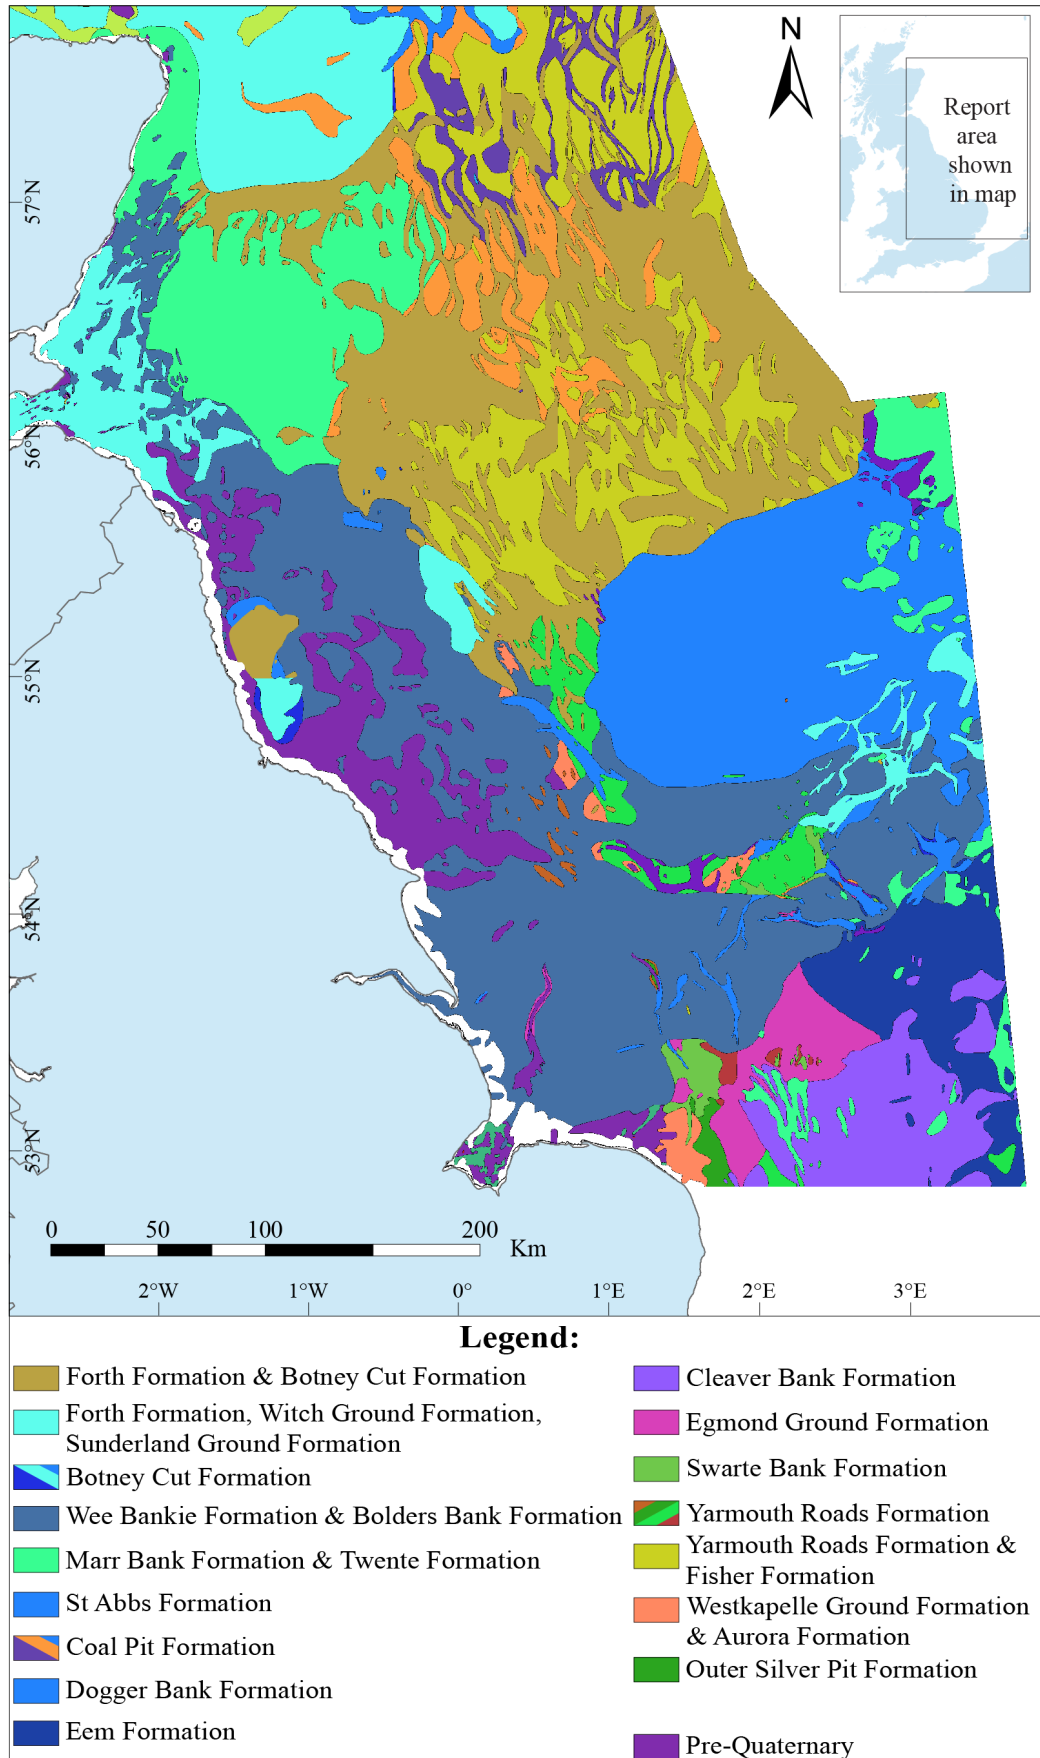 N
Report
area
shown
in map
57°N
56°N
55°N
54°N
53°N
0 50 100 200
Km
2°W 1°W 0° 1°E 2°E 3°E
Legend:
Forth Formation & Botney Cut Formation
Forth Formation, Witch Ground Formation,
Sunderland Ground Formation
Botney Cut Formation
Wee Bankie Formation & Bolders Bank Formation
Marr Bank Formation & Twente Formation
St Abbs Formation
Coal Pit Formation
Dogger Bank Formation
Eem Formation
Cleaver Bank Formation
Egmond Ground Formation
Swarte Bank Formation
Yarmouth Roads Formation
Yarmouth Roads Formation &
Fisher Formation
Westkapelle Ground Formation
& Aurora Formation
Outer Silver Pit Formation
Pre-Quaternary